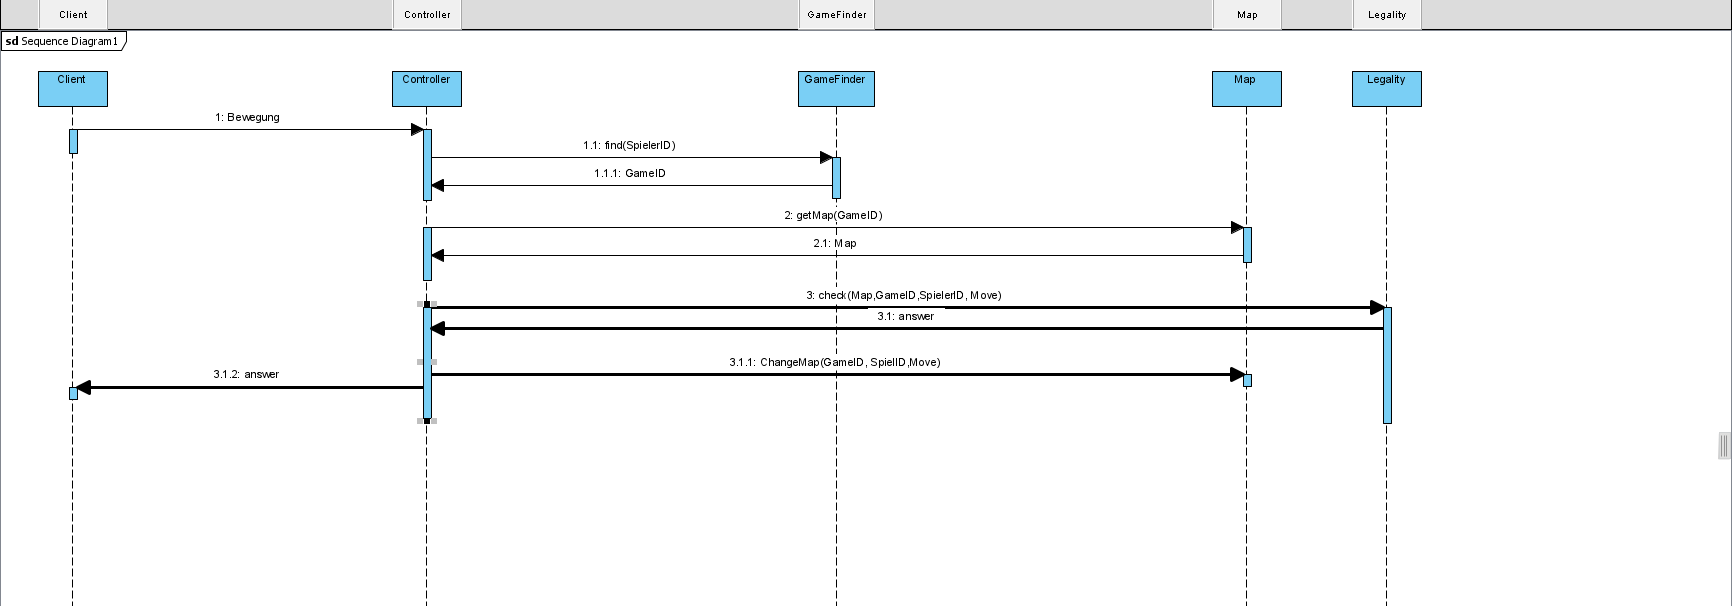 Client Controller GameFinder Map Legality
sd Sequence Diagram1
Client Controller GameFinder Map Legality
1: Bewegung
1.1: find(SpielerID)
1.1.1: GameID
2: getMap(GameID)
2.1: Map
3: check(Map,GameID,SpielerID, Move)
3.1: answer
3.1.1: ChangeMap(GameID, SpielID,Move)
3.1.2: answer